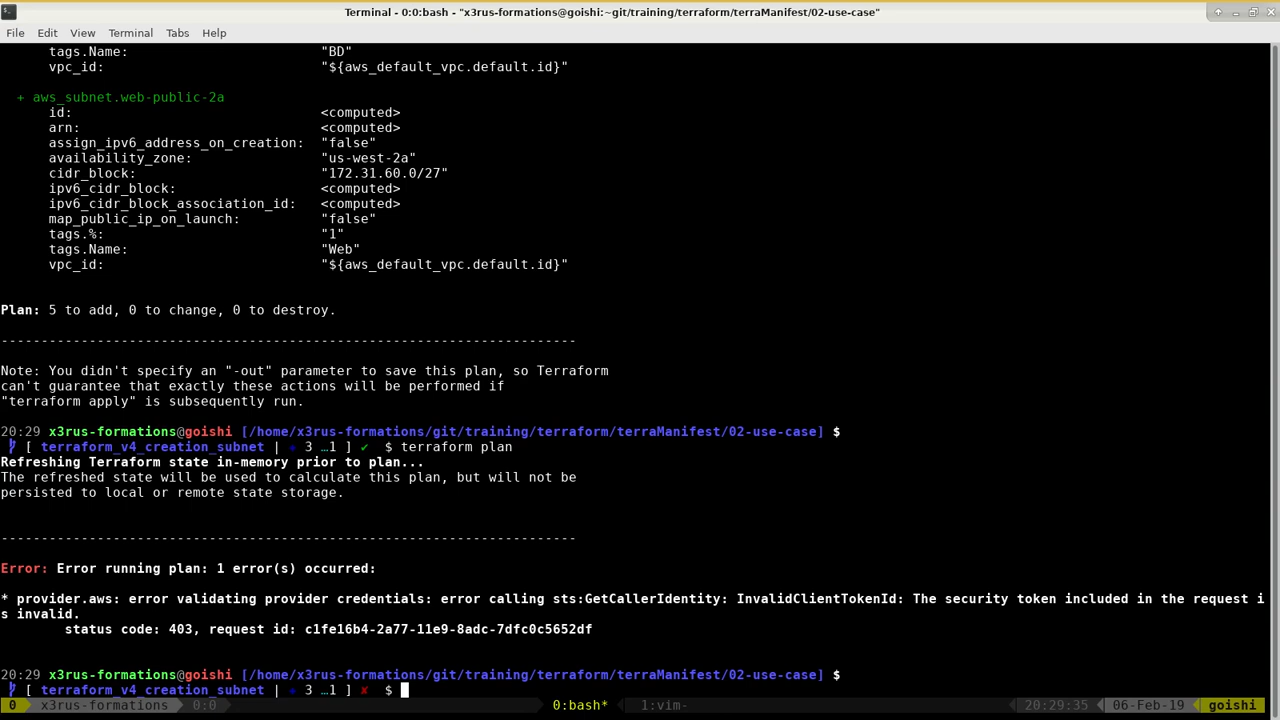 Terminal - 0:0:bash - "x3rus-formations@goishi:~git/training/terraform/terraManifest/02-use-case"
File Edit View Terminal Tabs Help
tags.Name: "BD"
vpc_id: "${aws_default_vpc.default.id}"
+ aws_subnet.web-public-2a
id: <computed>
arn: <computed>
assign_ipv6_address_on_creation: "false"
availability_zone: "us-west-2a"
cidr_block: "172.31.60.0/27"
ipv6_cidr_block: <computed>
ipv6_cidr_block_association_id: <computed>
map_public_ip_on_launch: "false"
tags.%: "1"
tags.Name: "Web"
vpc_id: "${aws_default_vpc.default.id}"
Plan: 5 to add, 0 to change, 0 to destroy.
------------------------------------------------------------------------
Note: You didn't specify an "-out" parameter to save this plan, so Terraform
can't guarantee that exactly these actions will be performed if
"terraform apply" is subsequently run.
20:29 x3rus-formations@goishi [/home/x3rus-formations/git/training/terraform/terraManifest/02-use-case] $
[ terraform_v4_creation_subnet | 3 …1 ] ✔ $ terraform plan
Refreshing Terraform state in-memory prior to plan...
The refreshed state will be used to calculate this plan, but will not be
persisted to local or remote state storage.
------------------------------------------------------------------------
Error: Error running plan: 1 error(s) occurred:
* provider.aws: error validating provider credentials: error calling sts:GetCallerIdentity: InvalidClientTokenId: The security token included in the request i
s invalid.
status code: 403, request id: c1fe16b4-2a77-11e9-8adc-7dfc0c5652df
20:29 x3rus-formations@goishi [/home/x3rus-formations/git/training/terraform/terraManifest/02-use-case] $
[ terraform_v4_creation_subnet | 3 …1 ] ✘ $
0 x3rus-formations 0:0 0:bash* 1:vim- 20:29:35 06-Feb-19 goishi